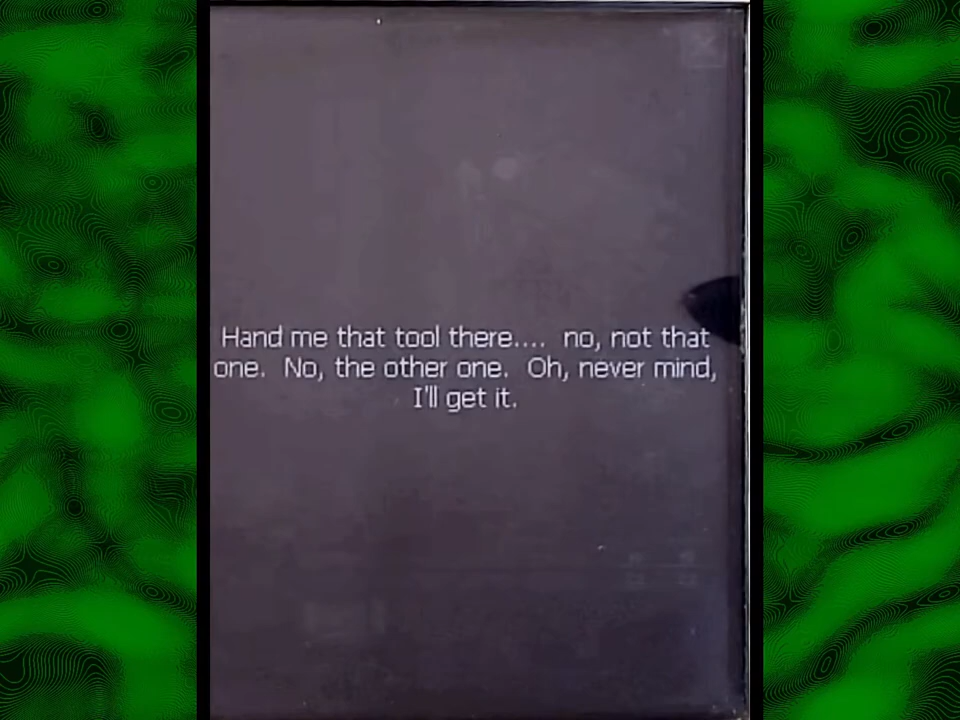 Hand me that tool there....  no, not that
one.  No, the other one.  Oh, never mind,
I'll get it.